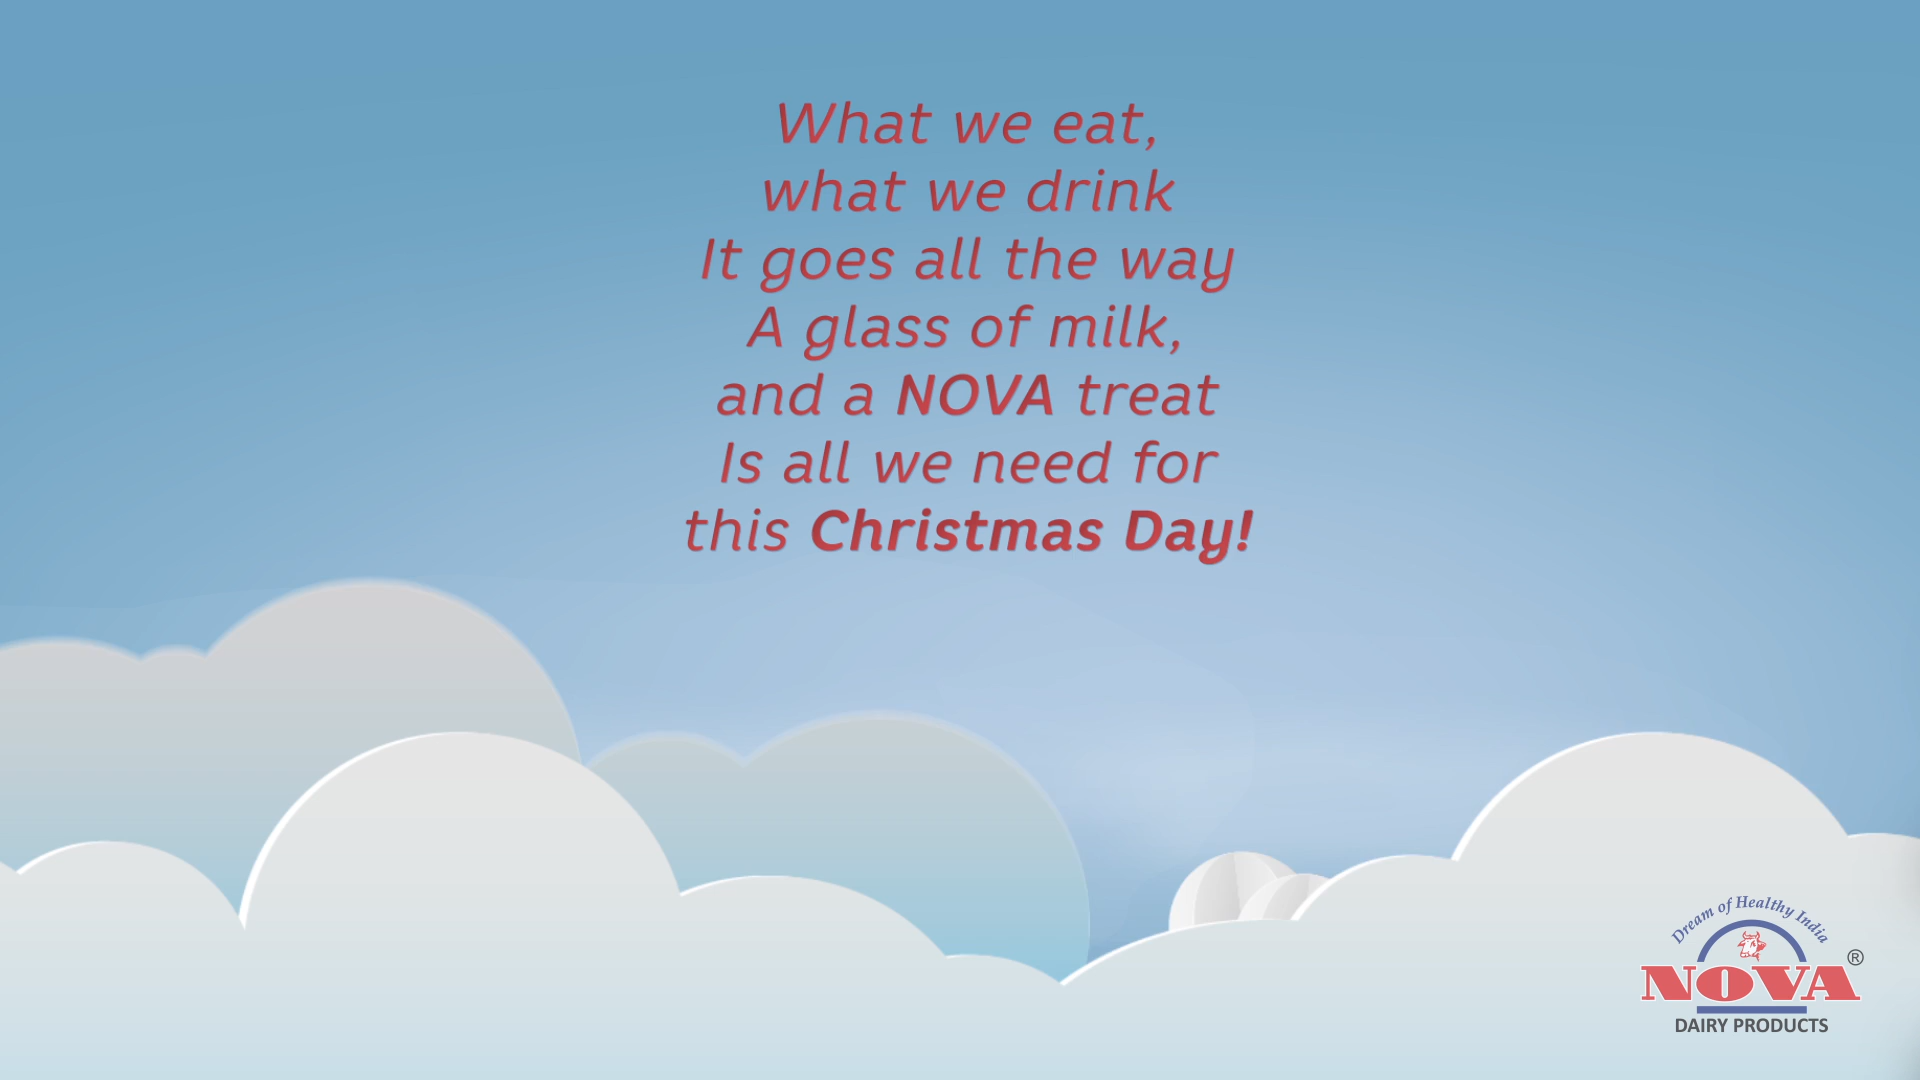 What we eat,
what we drink
It goes all the way
A glass of milk,
and a NOVA treat
Is all we need for
this Christmas Day!
Dream of Healthy India
NOVA ®
DAIRY PRODUCTS